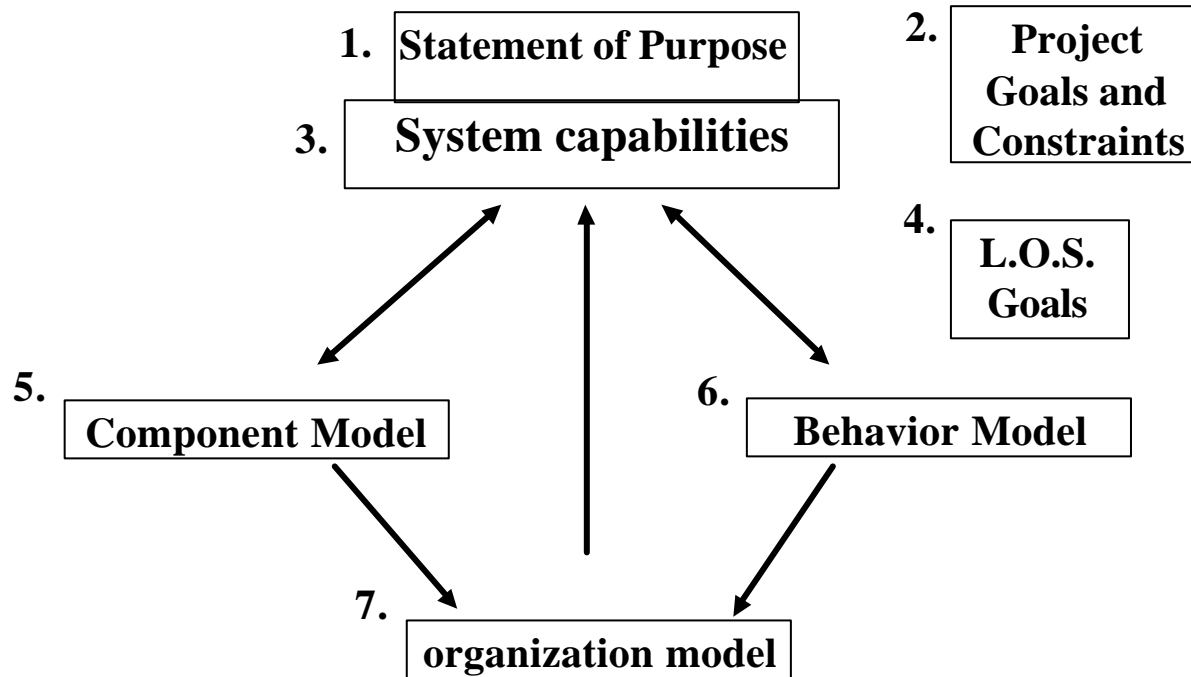 1. Statement of Purpose
2. Project
Goals and
Constraints
3. System capabilities
4. L.O.S.
Goals
5. Component Model
6. Behavior Model
7. organization model